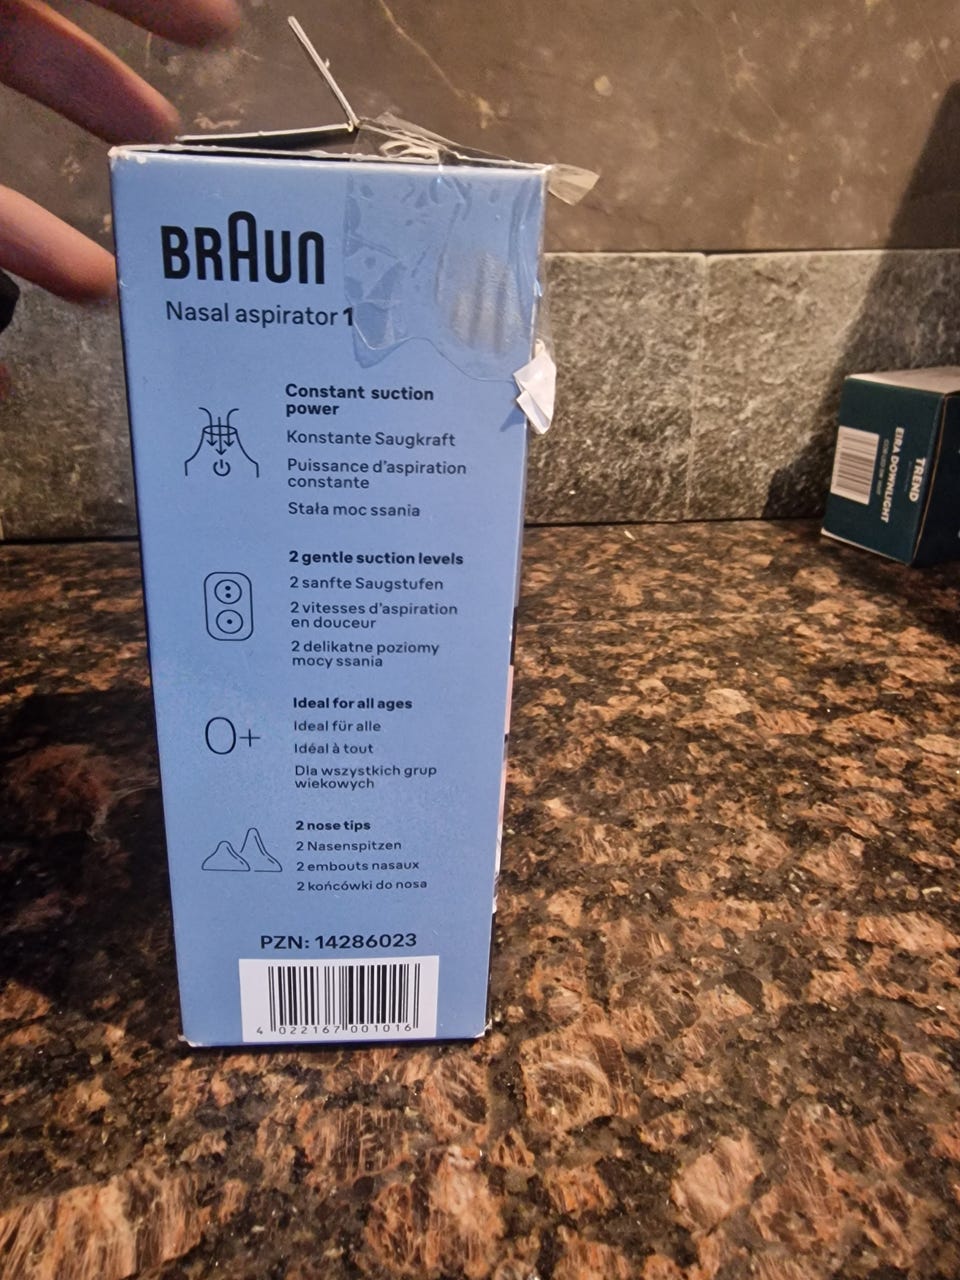 BRAUN
Nasal aspirator 1
Constant suction
power
Konstante Saugkraft
Puissance d'aspiration
constante
Stała moc ssania
2 gentle suction levels
2 sanfte Saugstufen
2 vitesses d'aspiration
en douceur
2 delikatne poziomy
mocy ssania
0+
Ideal for all ages
Ideal für alle
Idéal à tout
Dla wszystkich grup
wiekowych
2 nose tips
2 Nasenspitzen
2 embouts nasaux
2 końcówki do nosa
PZN: 14286023
4 022167 001016
TREND
EIRA DOWNLIGHT